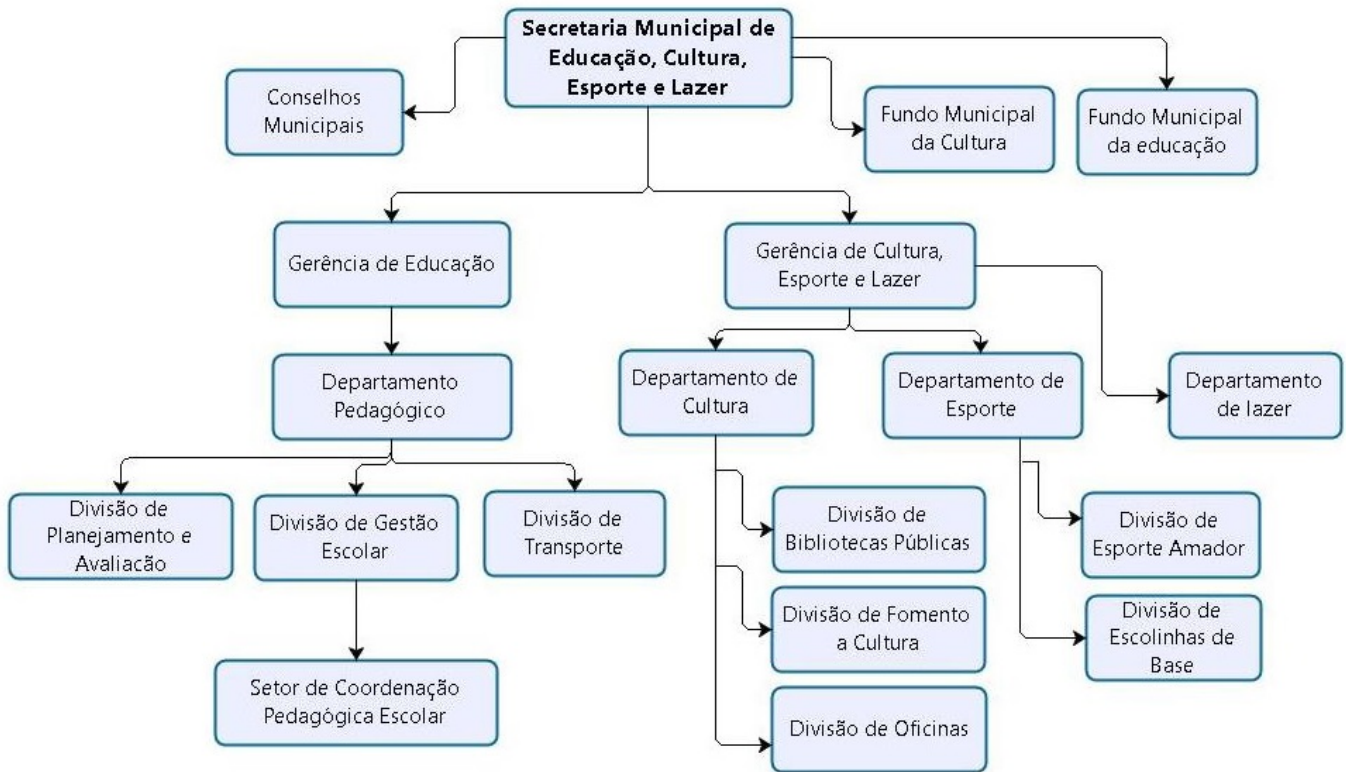 Secretaria Municipal de
Educação, Cultura,
Esporte e Lazer
Conselhos
Municipais
Fundo Municipal
da Cultura
Fundo Municipal
da educação
Gerência de Educação
Gerência de Cultura,
Esporte e Lazer
Departamento
Pedagógico
Departamento de
Cultura
Departamento de
Esporte
Departamento
de lazer
Divisão de
Planejamento e
Avaliacão
Divisão de Gestão
Escolar
Divisão de
Transporte
Divisão de
Bibliotecas Públicas
Divisão de
Esporte Amador
Divisão de Fomento
a Cultura
Divisão de
Escolinhas de
Base
Setor de Coordenação
Pedagógica Escolar
Divisão de Oficinas